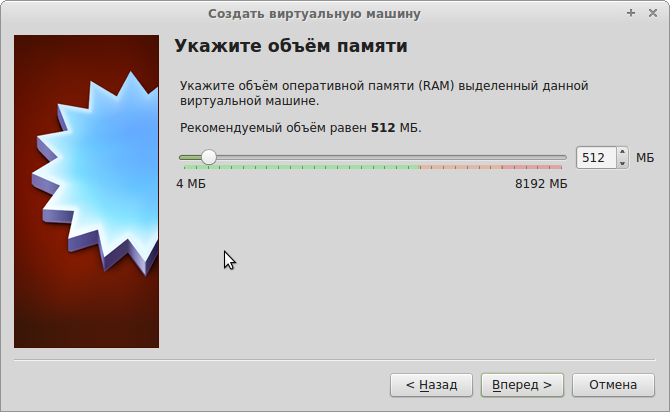 Создать виртуальную машину
Укажите объём памяти
Укажите объём оперативной памяти (RAM) выделенный данной
виртуальной машине.
Рекомендуемый объём равен 512 МБ.
512 МБ
4 МБ 8192 МБ
< Назад Вперед > Отмена